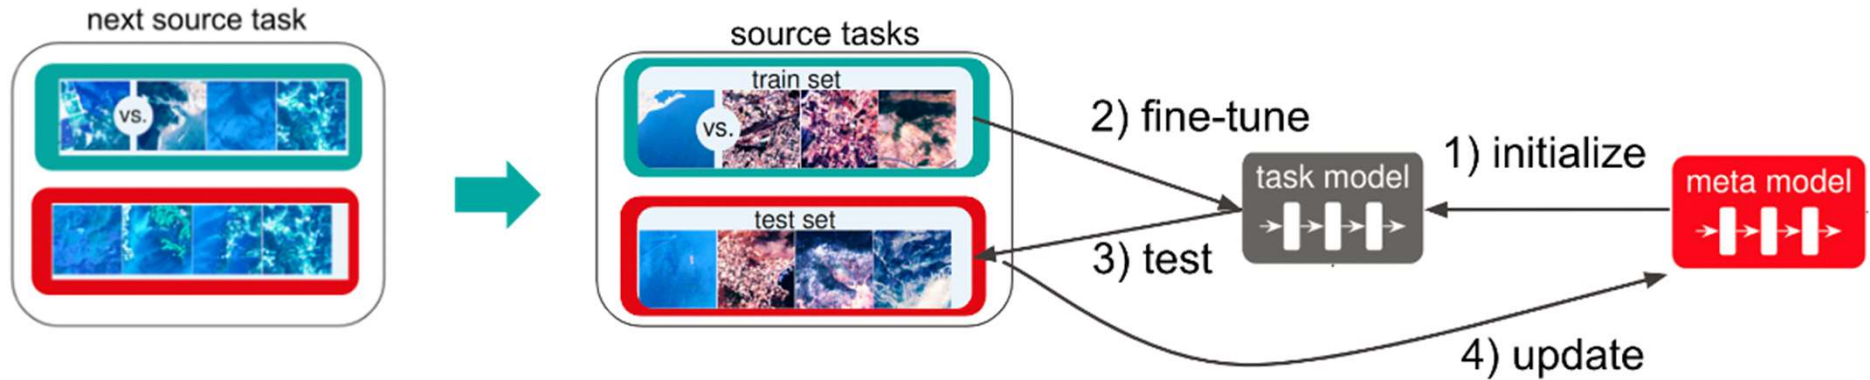 next source task
vs.
source tasks
train set
vs.
test set
2) fine-tune
3) test
task model
1) initialize
meta model
4) update